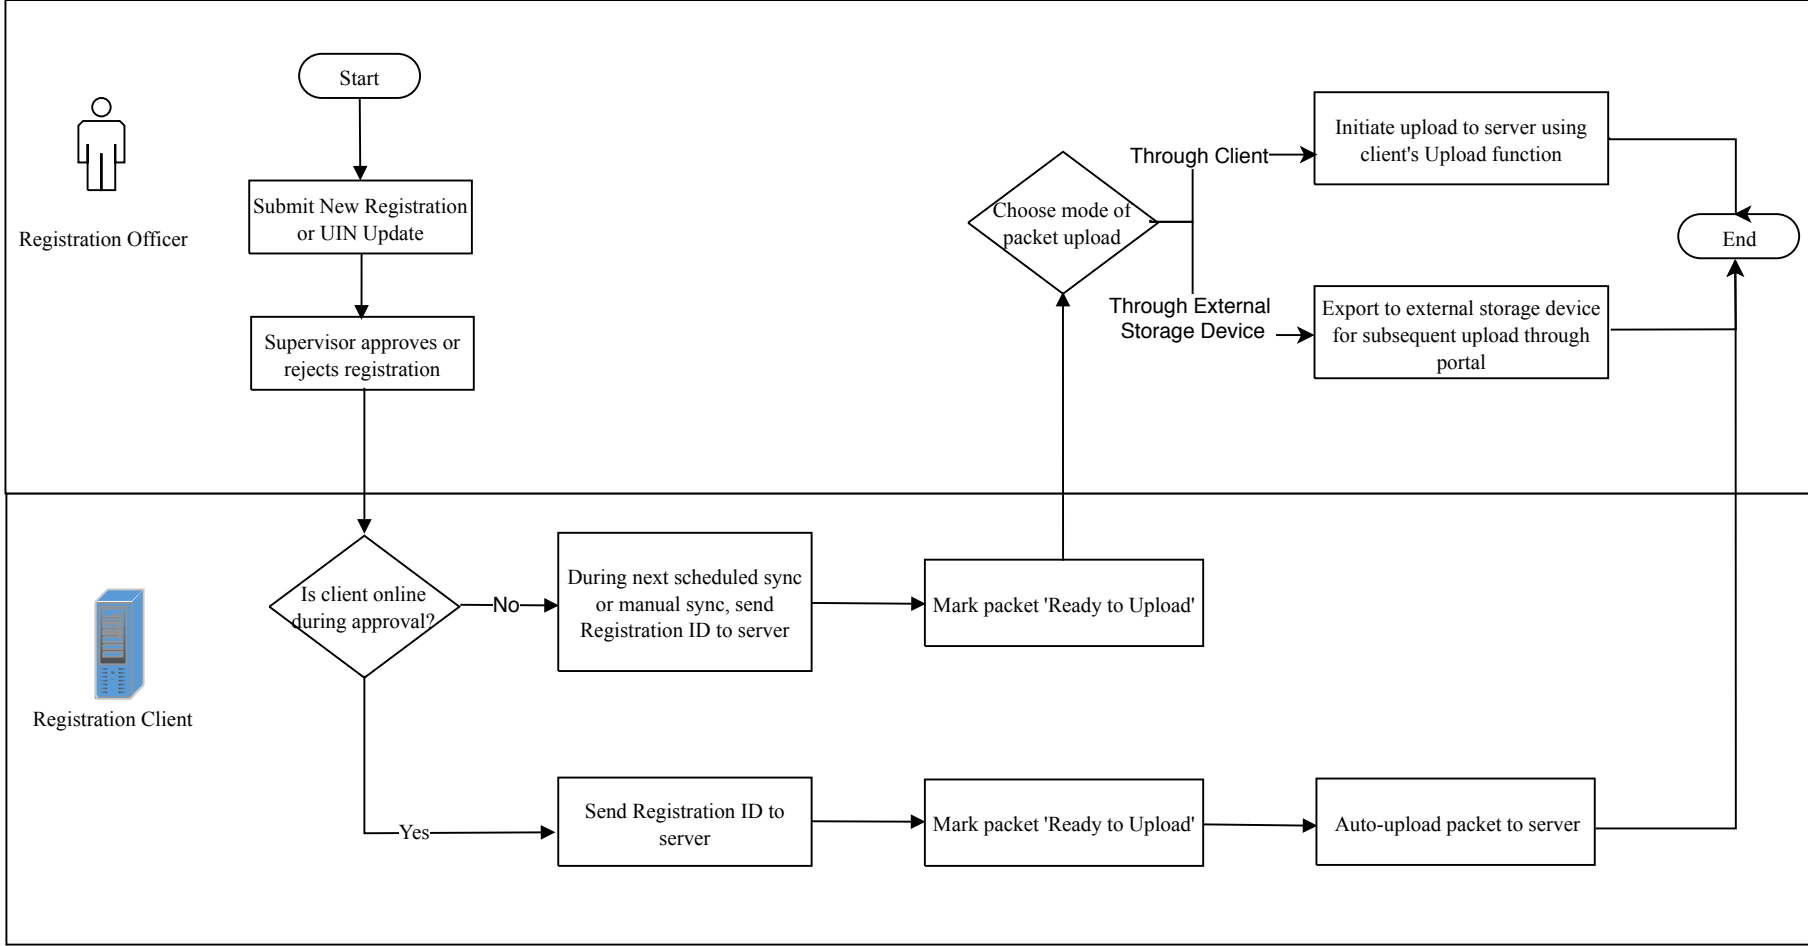 Start
Registration Officer
Submit New Registration
or UIN Update
Supervisor approves or
rejects registration
Choose mode of
packet upload
Through Client
Initiate upload to server using
client's Upload function
Through External
Storage Device
Export to external storage device
for subsequent upload through
portal
End
Registration Client
Is client online
during approval?
No
During next scheduled sync
or manual sync, send
Registration ID to server
Mark packet 'Ready to Upload'
Yes
Send Registration ID to
server
Mark packet 'Ready to Upload'
Auto-upload packet to server